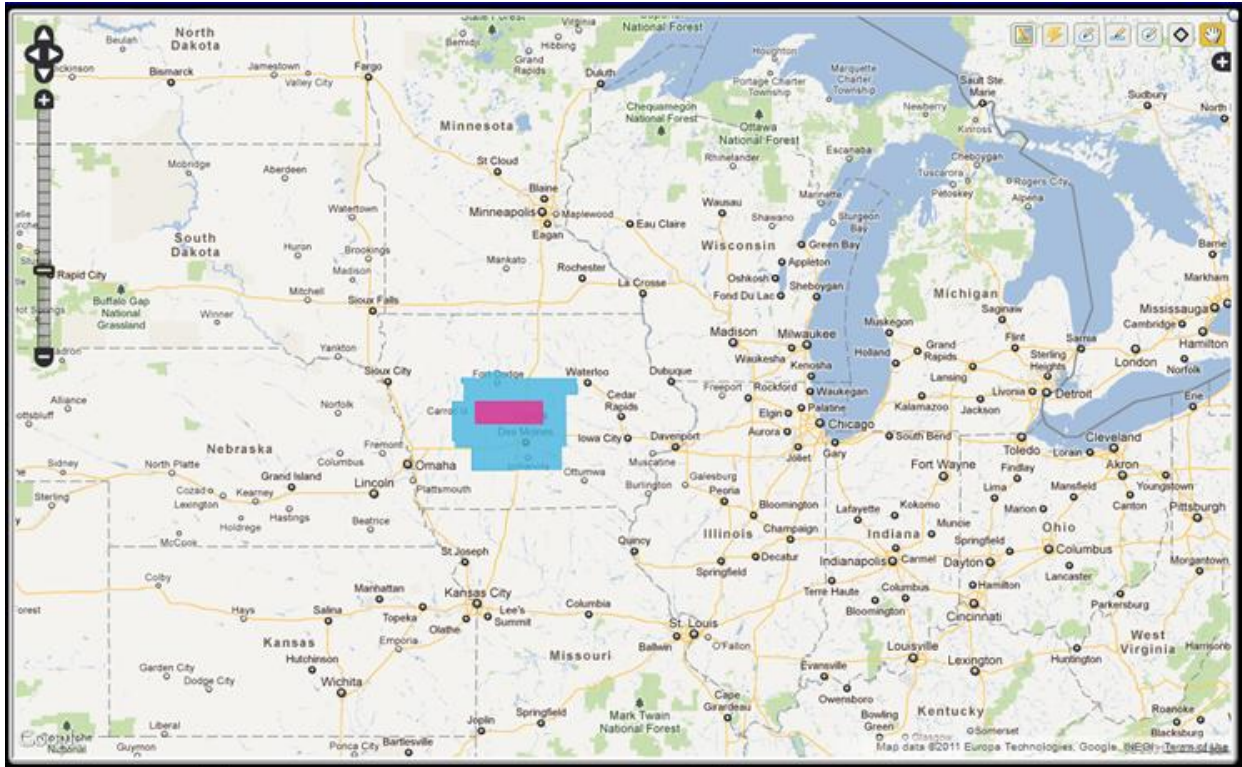 Virginia
National Forest
North
Dakota
Beulah
Bemidji
Hibbing
Grand
Rapids
Houghton
Bismarck
Jamestown
Valley City
Fargo
Duluth
Portage Charter
Township
Marquette
Charter
Township
Sault Ste.
Marie
Sudbury
Chequamegon
National Forest
Newberry
Kinross
Minnesota
Ottawa
National Forest
Rhinelander
Escanaba
Cheboygan
Mobridge
Aberdeen
St Cloud
Tuscarora
Rogers City
Petoskey
Alpena
Blaine
Minneapolis
Maplewood
Eagan
Eau Claire
Wausau
Marinette
Shawano
Sturgeon
Bay
Watertown
South
Dakota
Huron
Brookings
Madison
Mankato
Wisconsin
Green Bay
Appleton
Barrie
Rapid City
Rochester
La Crosse
Oshkosh
Fond Du Lac
Sheboygan
Markham
Buffalo Gap
National
Grassland
Mitchell
Sioux Falls
Winner
Michigan
Saginaw
Mississauga
Cambridge
Hamilton
Madison
Milwaukee
Waukesha
Kenosha
Muskegon
Holland
Grand
Rapids
Flint
Sarnia
London
Norfolk
Yankton
Sioux City
Fort Dodge
Waterloo
Dubuque
Freeport
Rockford
Waukegan
Lansing
Sterling
Heights
Livonia
Detroit
Alliance
Norfolk
Cedar
Rapids
Elgin
Palatine
Aurora
Chicago
Kalamazoo
Jackson
Erie
Des Moines
Iowa City
Davenport
Joliet
Gary
South Bend
Toledo
Cleveland
Lorain
Nebraska
Fremont
Columbus
Omaha
Plattsmouth
Ottumwa
Muscatine
Galesburg
Burlington
Peoria
Fort Wayne
Findlay
Akron
Youngstown
Sidney
North Platte
Grand Island
Lincoln
Sterling
Cozad
Lexington
Kearney
Hastings
Holdrege
Beatrice
McCook
Bloomington
Champaign
Lafayette
Kokomo
Lima
Mansfield
Marion
Canton
Pittsburgh
Muncie
Ohio
Illinois
Indiana
Quincy
Decatur
Springfield
Indianapolis
Carmel
Springfield
Dayton
Columbus
Lancaster
Morgantown
St Joseph
Colby
Manhattan
Kansas City
Hays
Salina
Topeka
Lee's
Summit
Olathe
Columbia
Terre Haute
Columbus
Bloomington
Hamilton
Cincinnati
Parkersburg
Kansas
Emporia
St. Louis
Ballwin
O'Fallon
Missouri
Louisville
West
Virginia
Hutchinson
Garden City
Dodge City
Wichita
Evansville
Lexington
Huntington
Owensboro
Liberal
Guymon
Ponca City
Bartlesville
Joplin
Springfield
Mark Twain
National Forest
Cape
Girardeau
Bowling
Green
Glasgow
Kentucky
Somerset
Roanoke
Blacksburg
Map data ©2011 Europa Technologies, Google, INEGI - Terms of Use